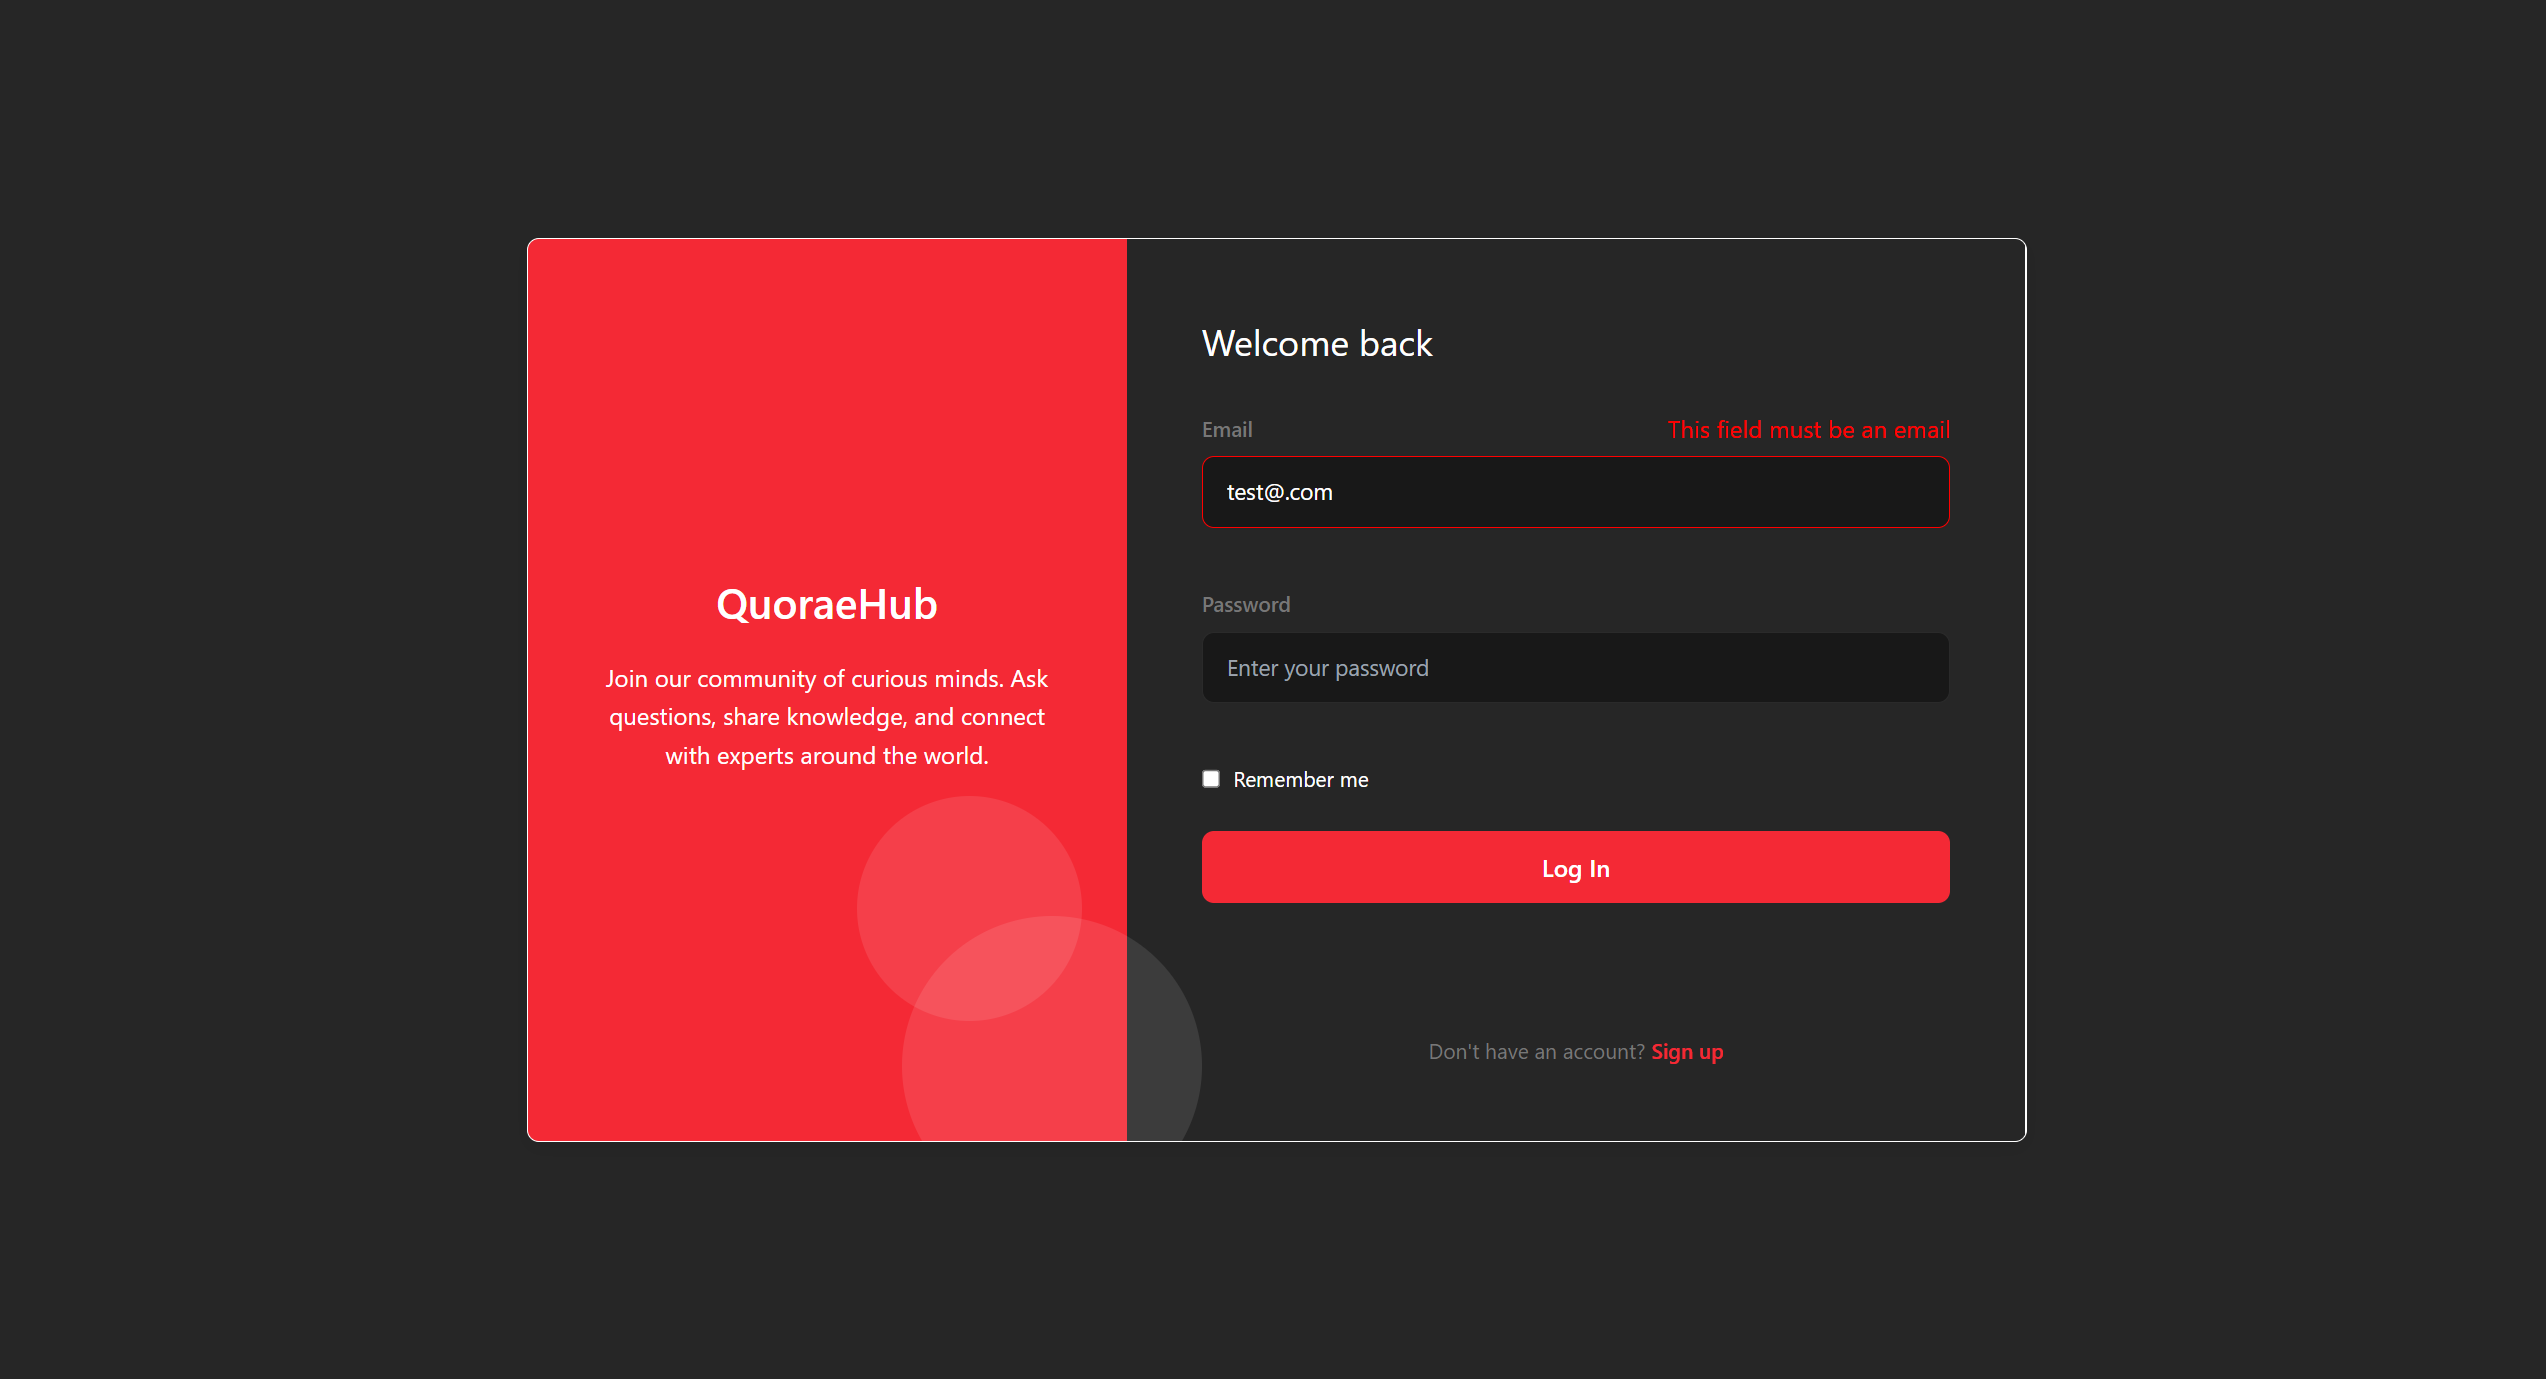 QuoraeHub
Join our community of curious minds. Ask
questions, share knowledge, and connect
with experts around the world.
Welcome back
Email
This field must be an email
test@.com
Password
Enter your password
Remember me
Log In
Don't have an account? Sign up